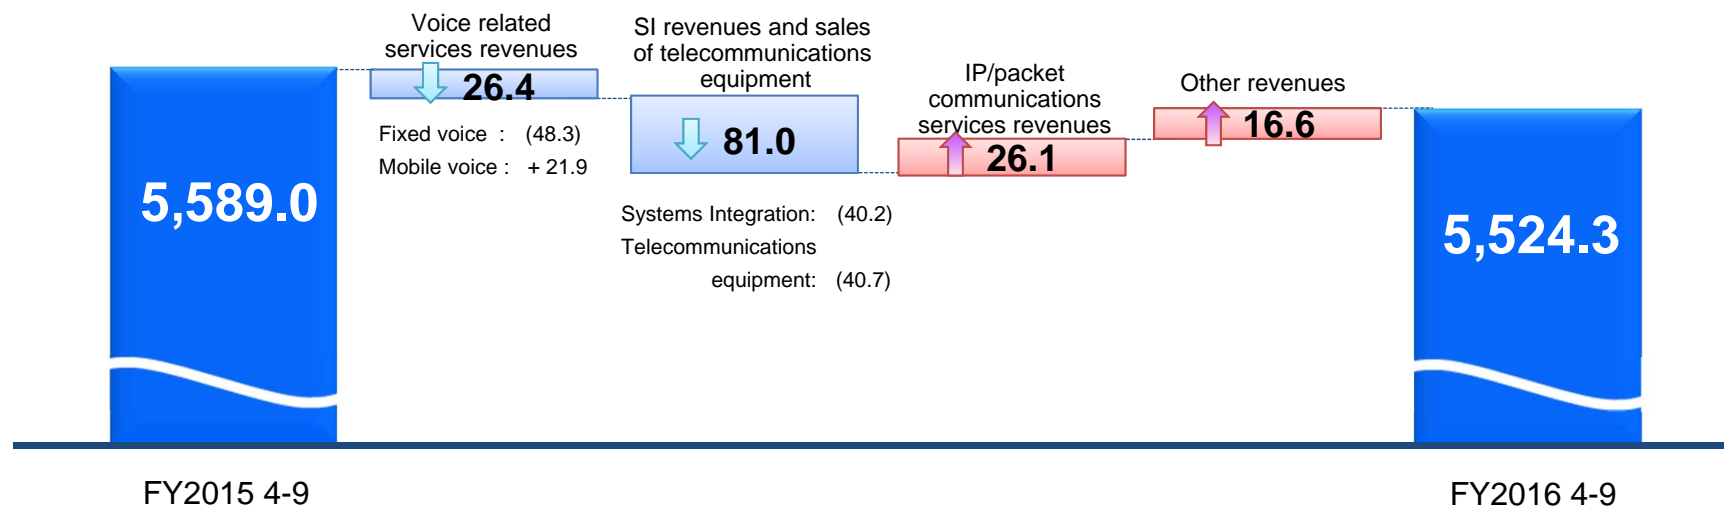 Voice related
services revenues
26.4
Fixed voice : (48.3)
Mobile voice : + 21.9
SI revenues and sales
of telecommunications
equipment
81.0
Systems Integration: (40.2)
Telecommunications
equipment: (40.7)
IP/packet
communications
services revenues
26.1
Other revenues
16.6
5,589.0
5,524.3
FY2015 4-9
FY2016 4-9